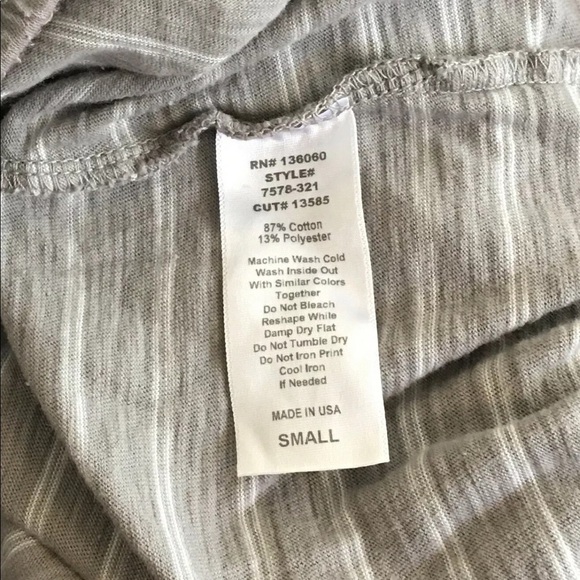 RN# 136060
STYLE#
7578-321
CUT# 13585
87% Cotton
13% Polyester
Machine Wash Cold
Wash Inside Out
With Similar Colors
Together
Do Not Bleach
Reshape While
Damp Dry Flat
Do Not Tumble Dry
Do Not Iron Print
Cool Iron
If Needed
MADE IN USA
SMALL